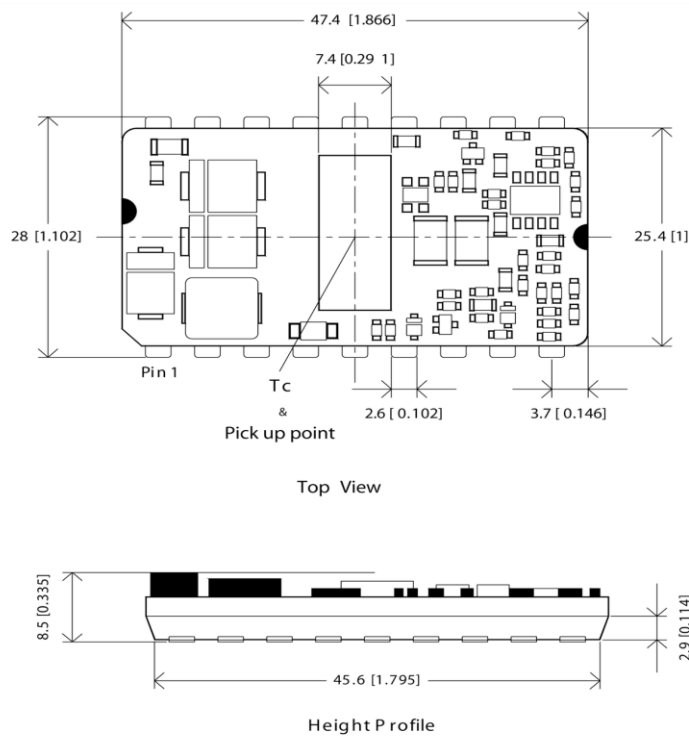 47.4 [1.866]
7.4 [0.29 1]
28 [1.102]
25.4 [1]
Pin 1
Tc
&
Pick up point
2.6 [ 0.102]
3.7 [ 0.146]
Top View
8.5 [0.335]
2.9 [0.114]
45.6 [1.795]
Height P rofile